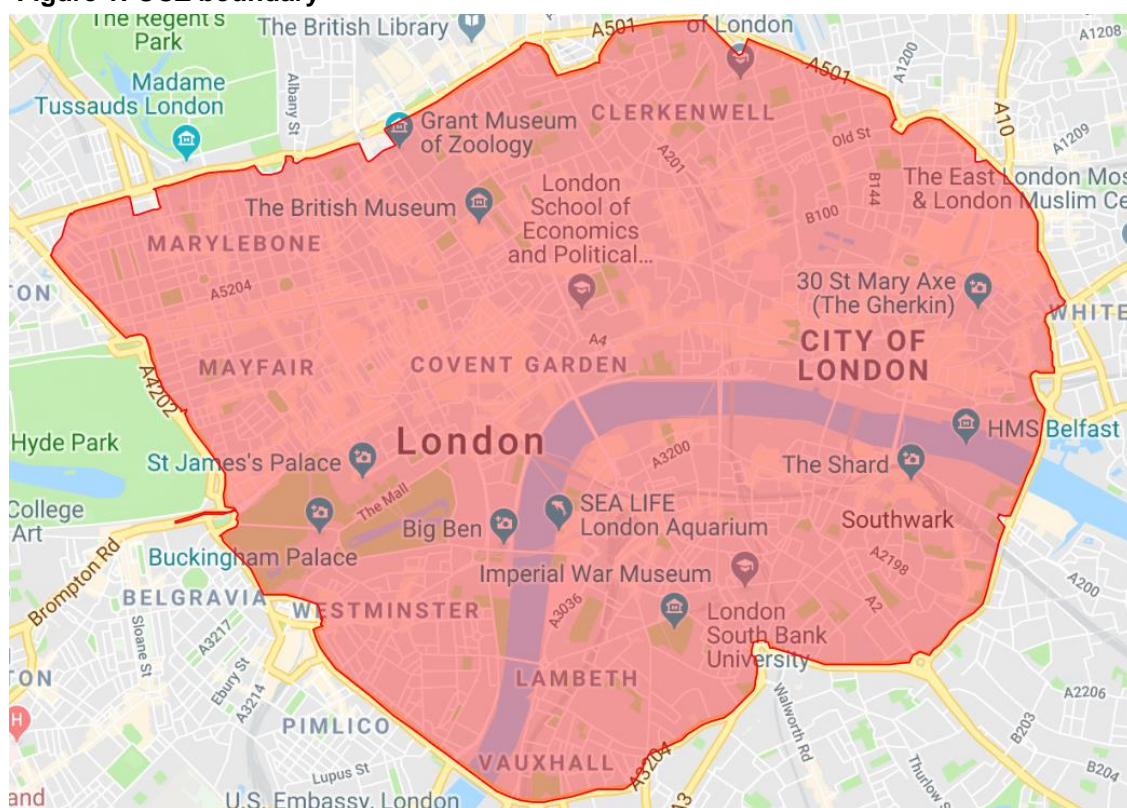 The Regent's
Park
The British Library
A501
of London
A1208
A1200
A501
Madame
Tussauds London
Albany St
Grant Museum
of Zoology
CLERKENWELL
A201
Old St
A10
A1209
B144
The East London Mos
& London Muslim Ce
The British Museum
London
School of
Economics
and Political...
B100
MARYLEBONE
TON
A5204
30 St Mary Axe
(The Gherkin)
WHITE
A4
MAYFAIR
COVENT GARDEN
CITY OF
LONDON
A4202
Hyde Park
London
HMS Belfast
St James's Palace
A3200
The Shard
The Mall
College
Art
SEA LIFE
London Aquarium
Big Ben
Southwark
Buckingham Palace
A2198
A200
Brompton Rd
Imperial War Museum
BELGRAVIA
WESTMINSTER
A3036
A2
Sloane St
A3217
London
South Bank
University
Ebury St
A3214
TON
LAMBETH
A2206
Walworth Rd
PIMLICO
B203
H
VAUXHALL
Lupus St
A3204
B204
Thurlow
and
U.S. Embassy, London